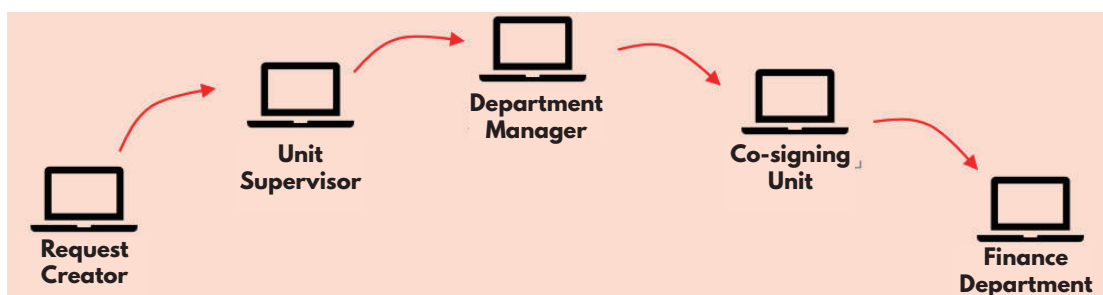 Request
Creator
Unit
Supervisor
Department
Manager
Co-signing
Unit
Finance
Department